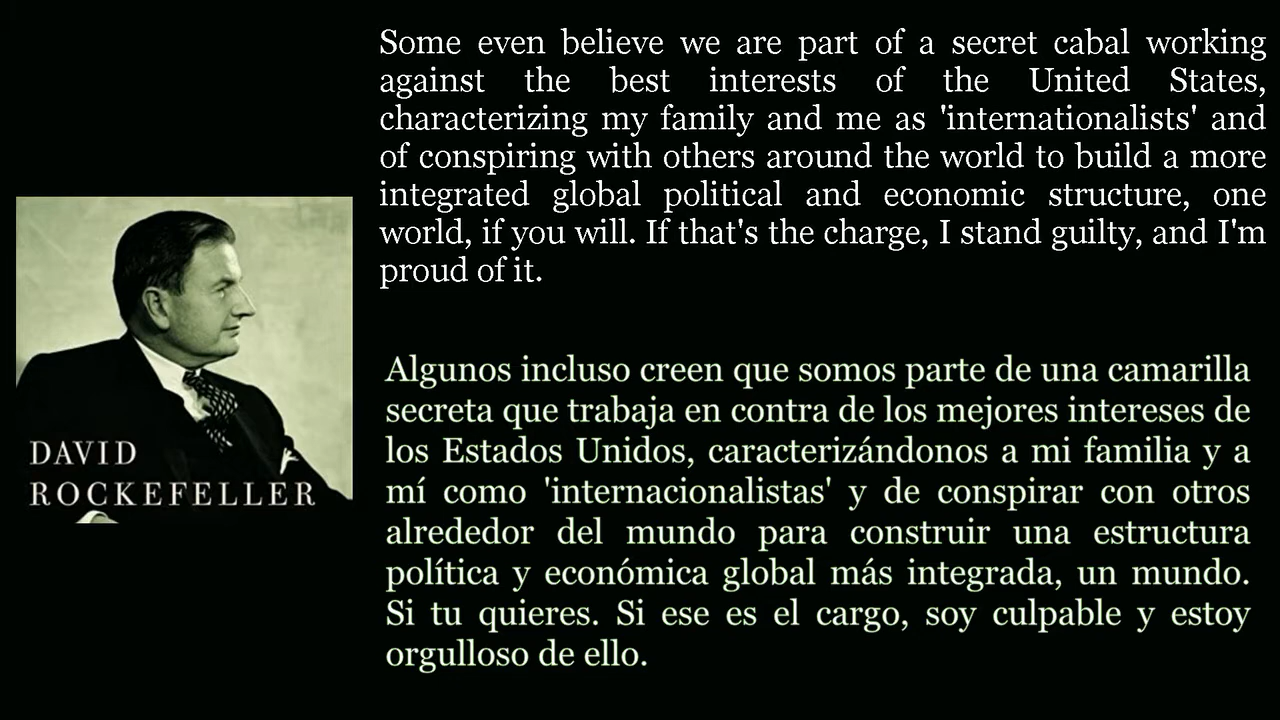 Some even believe we are part of a secret cabal working
against the best interests of the United States,
characterizing my family and me as 'internationalists' and
of conspiring with others around the world to build a more
integrated global political and economic structure, one
world, if you will. If that's the charge, I stand guilty, and I'm
proud of it.
DAVID
ROCKEFELLER
Algunos incluso creen que somos parte de una camarilla
secreta que trabaja en contra de los mejores intereses de
los Estados Unidos, caracterizándonos a mi familia y a
mí como 'internacionalistas' y de conspirar con otros
alrededor del mundo para construir una estructura
política y económica global más integrada, un mundo.
Si tu quieres. Si ese es el cargo, soy culpable y estoy
orgulloso de ello.